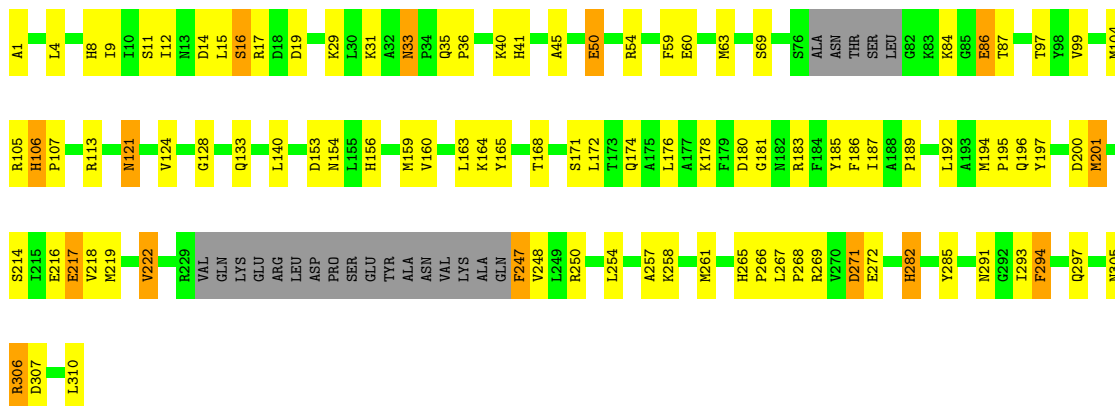 A1 L4 H8 I9 I10 S11 I12 N13 D14 L15 S16 R17 D18 D19 K29 L30 K31 A32 N33 P34 Q35 P36 K40 H41 A45 E50 R54 F59 E60 M63 S69 S76 ALA ASN THR SER LEU G82 K83 K84 G85 E86 T87 T97 Y98 V99 M104
R105 H106 P107 R113 N121 V124 G128 Q133 L140 D153 N154 L155 H156 M159 V160 L163 K164 Y165 T168 S171 L172 T173 Q174 A175 L176 A177 K178 F179 D180 G181 N182 R183 F184 Y185 F186 I187 A188 P189 L192 A193 M194 P195 Q196 Y197 D200 M201
S214 I215 E216 E217 V218 M219 V222 R229 VAL GLN LYS GLU ARG LEU ASP PRO SER GLU TYR ALA ASN VAL LYS ALA GLN F247 V248 L249 R250 L254 A257 K258 M261 H265 P266 L267 P268 R269 V270 D271 E272 H282 Y285 N291 G292 I293 F294 Q297 N305
R306 D307 L310